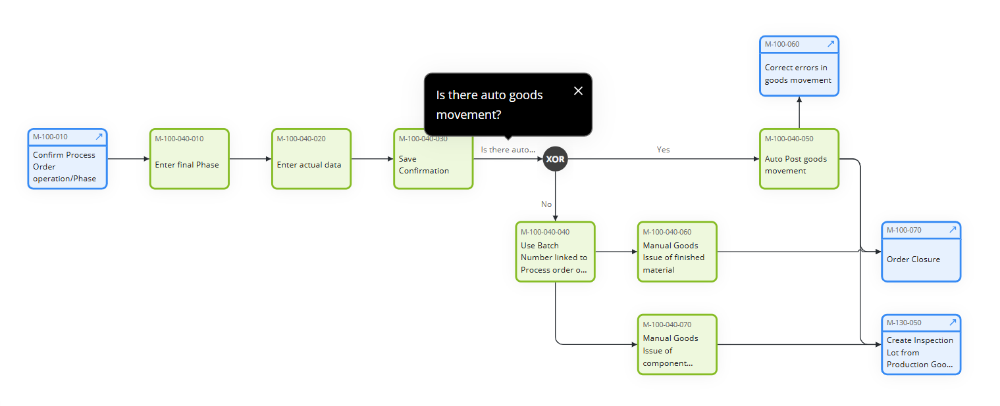 M-100-060
Correct errors in
goods movement
Is there auto goods
movement?
M-100-010
Confirm Process
Order
operation/Phase
M-100-040-010
Enter final Phase
M-100-040-020
Enter actual data
M-100-040-030
Save
Confirmation
Is there auto...
XOR
Yes
M-100-040-050
Auto Post goods
movement
No
M-100-040-040
Use Batch
Number linked to
Process order o...
M-100-040-060
Manual Goods
Issue of finished
material
M-100-070
Order Closure
M-100-040-070
Manual Goods
Issue of
component...
M-130-050
Create Inspection
Lot from
Production Goo...